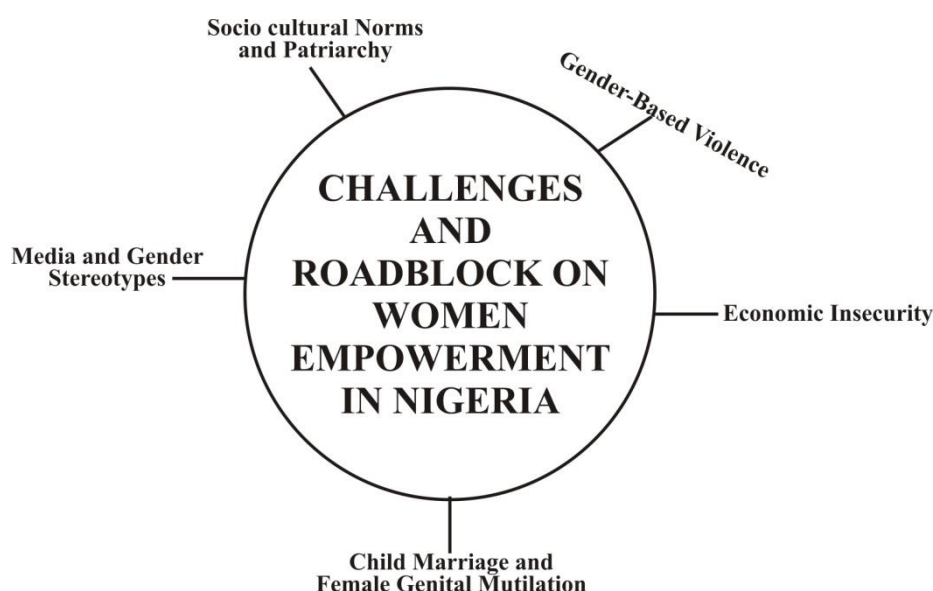 Socio cultural Norms
and Patriarchy
Gender-Based Violence
CHALLENGES
AND
ROADBLOCK ON
WOMEN
EMPOWERMENT
IN NIGERIA
Media and Gender
Stereotypes
Economic Insecurity
Child Marriage and
Female Genital Mutilation